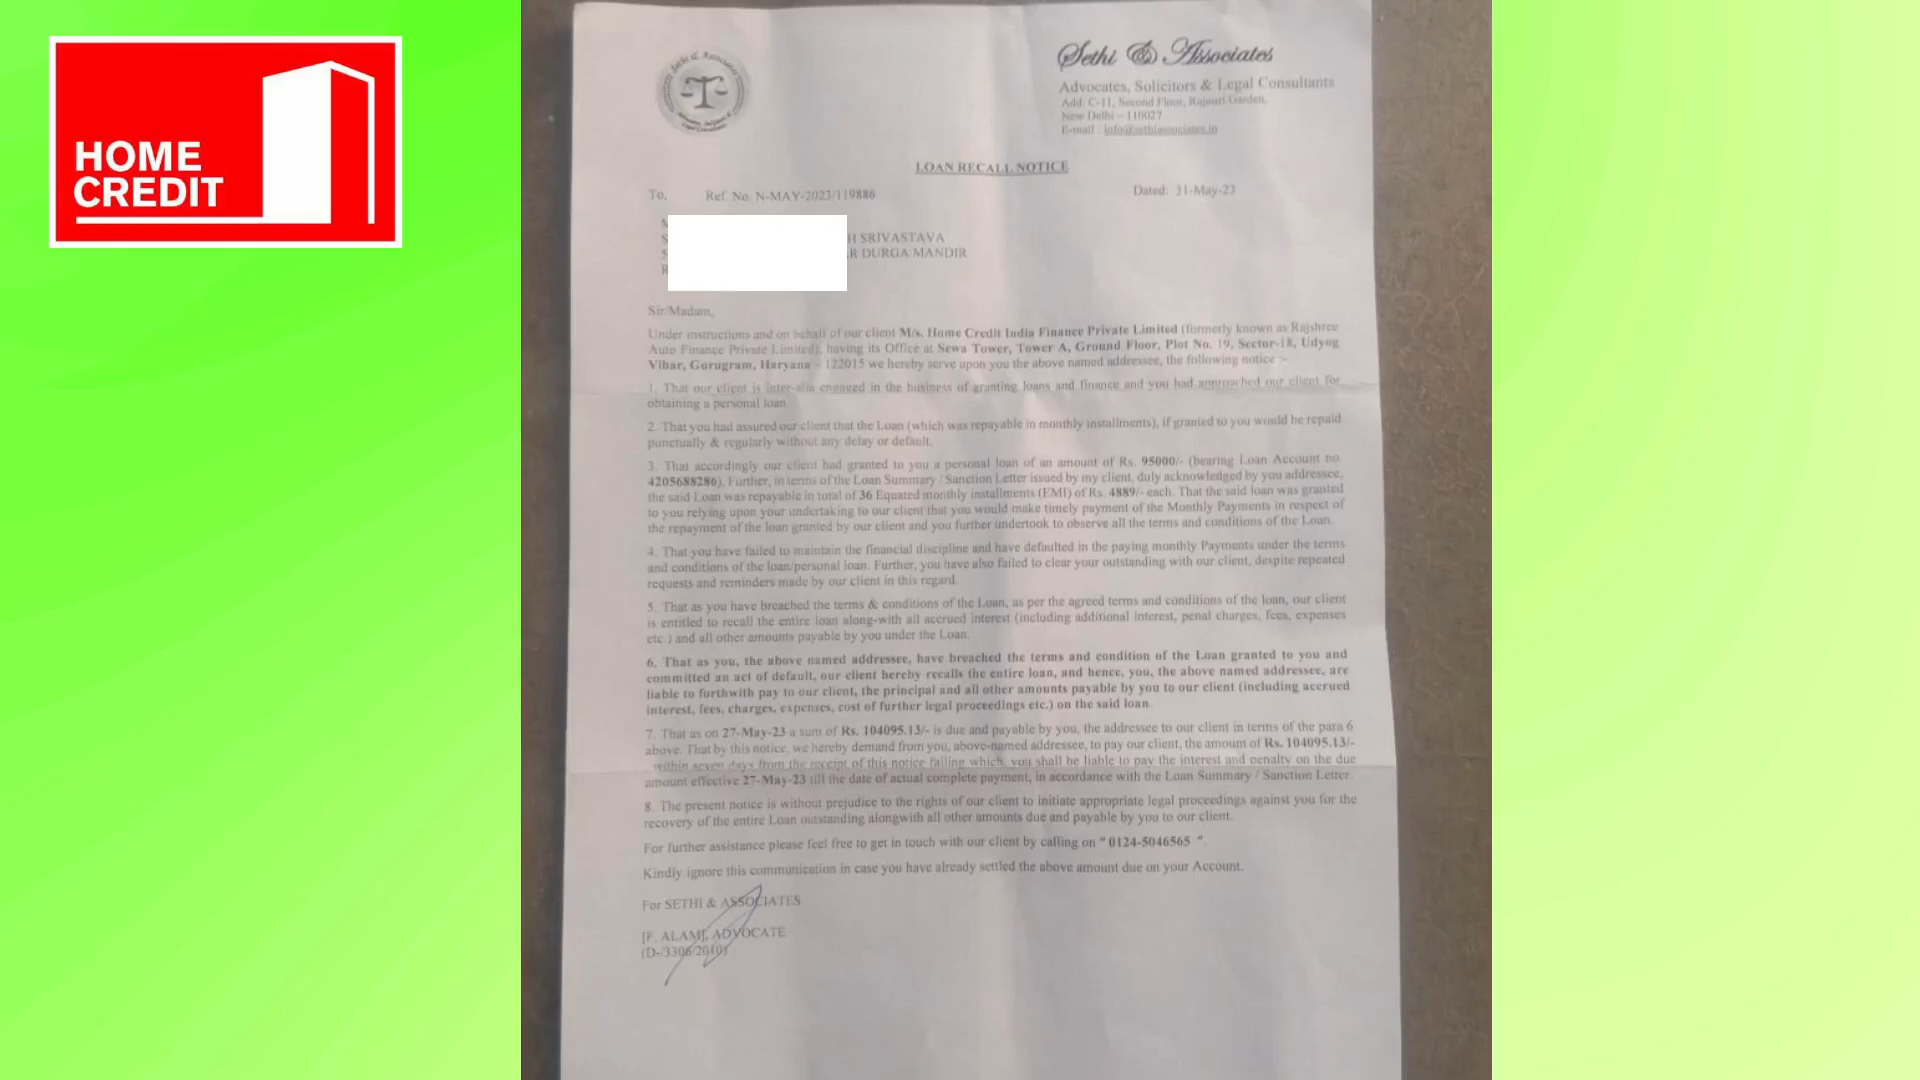 HOME
CREDIT
Sethi & Associates
Advocates, Solicitors & Legal Consultants
Add. C-11, Second Floor, Rajouri Garden,
New Delhi – 110027
E-mail : info@sethiassociates.in
Sethi & Associates
LOAN RECALL NOTICE
To, Ref. No. N-MAY-2023/119886 Dated: 31-May-23
H SRIVASTAVA
R DURGA MANDIR
Sir/Madam,
Under instructions and on behalf of our client M/s. Home Credit India Finance Private Limited (formerly known as Rajshree
Auto Finance Private Limited), having its Office at Sewa Tower, Tower A, Ground Floor, Plot No. 19, Sector-18, Udyog
Vihar, Gurugram, Haryana – 122015 we hereby serve upon you the above named addressee, the following notice :-
1. That our client is inter-alia engaged in the business of granting loans and finance and you had approached our client for
obtaining a personal loan.
2. That you had assured our client that the Loan (which was repayable in monthly installments), if granted to you would be repaid
punctually & regularly without any delay or default.
3. That accordingly our client had granted to you a personal loan of an amount of Rs. 95000/- (bearing Loan Account no
4205688286). Further, in terms of the Loan Summary / Sanction Letter issued by my client, duly acknowledged by you addressee,
the said Loan was repayable in total of 36 Equated monthly installments (EMI) of Rs. 4889/- each. That the said loan was granted
to you relying upon your undertaking to our client that you would make timely payment of the Monthly Payments in respect of
the repayment of the loan granted by our client and you further undertook to observe all the terms and conditions of the Loan.
4. That you have failed to maintain the financial discipline and have defaulted in the paying monthly Payments under the terms
and conditions of the loan/personal loan. Further, you have also failed to clear your outstanding with our client, despite repeated
requests and reminders made by our client in this regard.
5. That as you have breached the terms & conditions of the Loan, as per the agreed terms and conditions of the loan, our client
is entitled to recall the entire loan along-with all accrued interest (including additional interest, penal charges, fees, expenses
etc.) and all other amounts payable by you under the Loan.
6. That as you, the above named addressee, have breached the terms and condition of the Loan granted to you and
committed an act of default, our client hereby recalls the entire loan, and hence, you, the above named addressee, are
liable to forthwith pay to our client, the principal and all other amounts payable by you to our client (including accrued
interest, fees, charges, expenses, cost of further legal proceedings etc.) on the said loan.
7. That as on 27-May-23 a sum of Rs. 104095.13/- is due and payable by you, the addressee to our client in terms of the para 6
above. That by this notice, we hereby demand from you, above-named addressee, to pay our client, the amount of Rs. 104095.13/-
within seven days from the receipt of this notice failing which, you shall be liable to pay the interest and penalty on the due
amount effective 27-May-23 till the date of actual complete payment, in accordance with the Loan Summary / Sanction Letter.
8. The present notice is without prejudice to the rights of our client to initiate appropriate legal proceedings against you for the
recovery of the entire Loan outstanding alongwith all other amounts due and payable by you to our client.
For further assistance please feel free to get in touch with our client by calling on " 0124-5046565 "
Kindly ignore this communication in case you have already settled the above amount due on your Account.
For SETHI & ASSOCIATES
[F. ALAM], ADVOCATE
(D-/3306/2010)